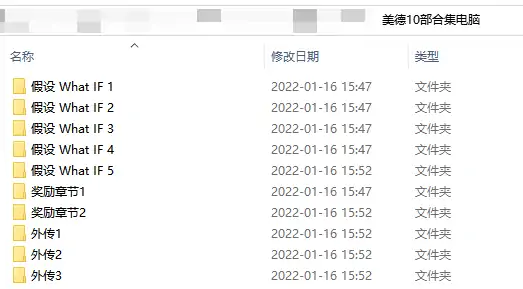 美德10部合集电脑
名称 修改日期 类型
假设 What IF 1 2022-01-16 15:47 文件夹
假设 What IF 2 2022-01-16 15:47 文件夹
假设 What IF 3 2022-01-16 15:47 文件夹
假设 What IF 4 2022-01-16 15:47 文件夹
假设 What IF 5 2022-01-16 15:52 文件夹
奖励章节1 2022-01-16 15:47 文件夹
奖励章节2 2022-01-16 15:52 文件夹
外传1 2022-01-16 15:52 文件夹
外传2 2022-01-16 15:52 文件夹
外传3 2022-01-16 15:52 文件夹